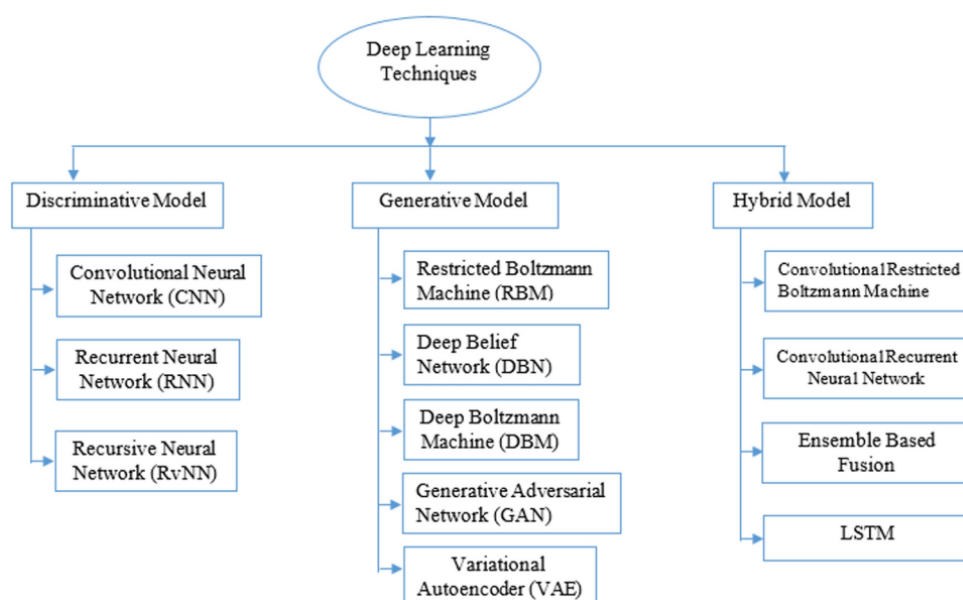 Deep Learning
Techniques
Discriminative Model
Generative Model
Hybrid Model
Convolutional Neural
Network (CNN)
Recurrent Neural
Network (RNN)
Recursive Neural
Network (RvNN)
Restricted Boltzmann
Machine (RBM)
Deep Belief
Network (DBN)
Deep Boltzmann
Machine (DBM)
Generative Adversarial
Network (GAN)
Variational
Autoencoder (VAE)
Convolutional Restricted
Boltzmann Machine
Convolutional Recurrent
Neural Network
Ensemble Based
Fusion
LSTM